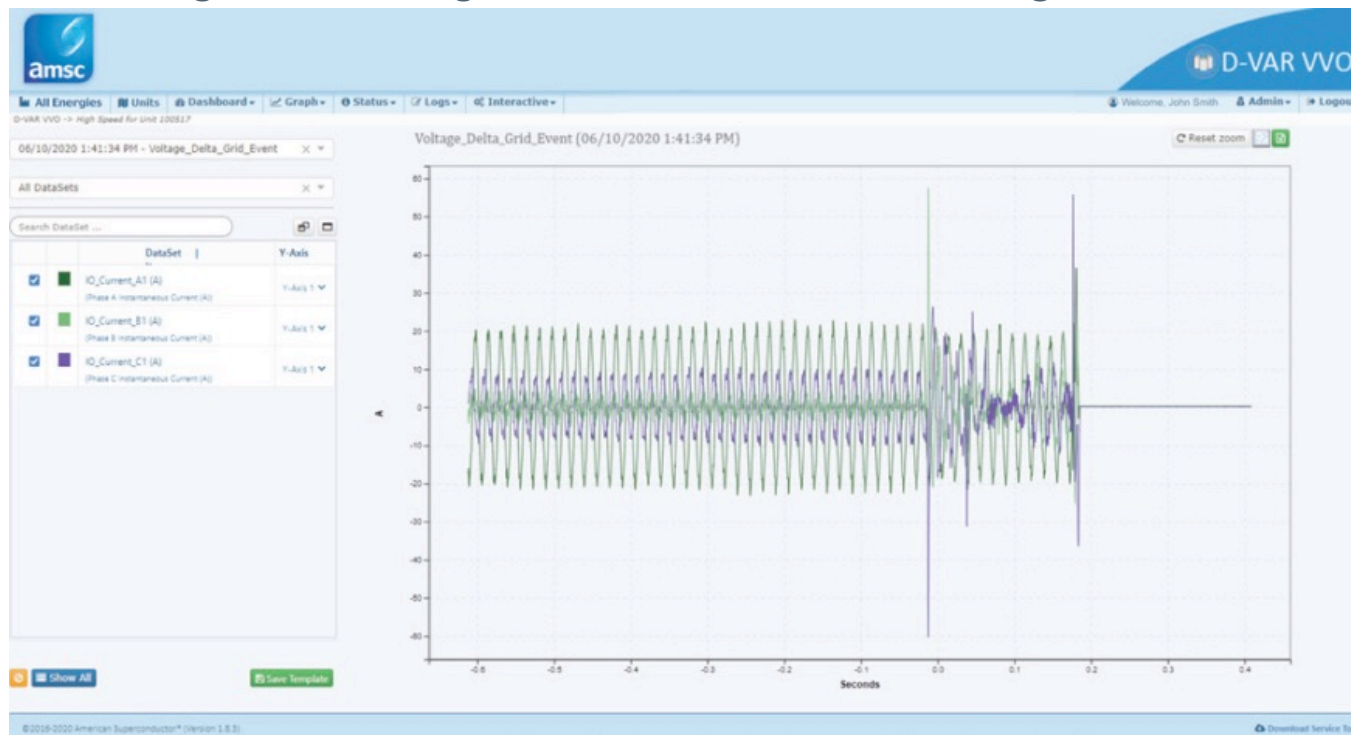 amsc
D-VAR VVO
All Energies Units Dashboard Graph Status Logs Interactive
Welcome, John Smith Admin Logou
D-VAR VVO -> High Speed for Unit 100517
06/10/2020 1:41:34 PM - Voltage_Delta_Grid_Event
Voltage_Delta_Grid_Event (06/10/2020 1:41:34 PM)
Reset zoom
All DataSets
Search DataSet ...
DataSet
Y-Axis
IO_Current_A1 (A)
(Phase A Instantaneous Current (A))
Y-Axis 1
IO_Current_B1 (A)
(Phase B Instantaneous Current (A))
Y-Axis 1
IO_Current_C1 (A)
(Phase C Instantaneous Current (A))
Y-Axis 1
60
50
40
30
20
10
0
-10
-20
-30
-40
-50
-60
A
-0.6 -0.5 -0.4 -0.3 -0.2 -0.1 0.0 0.1 0.2 0.3 0.4
Seconds
Show All
Save Template
©2016-2020 American Superconductor® (Version 1.8.3)
Download Service To